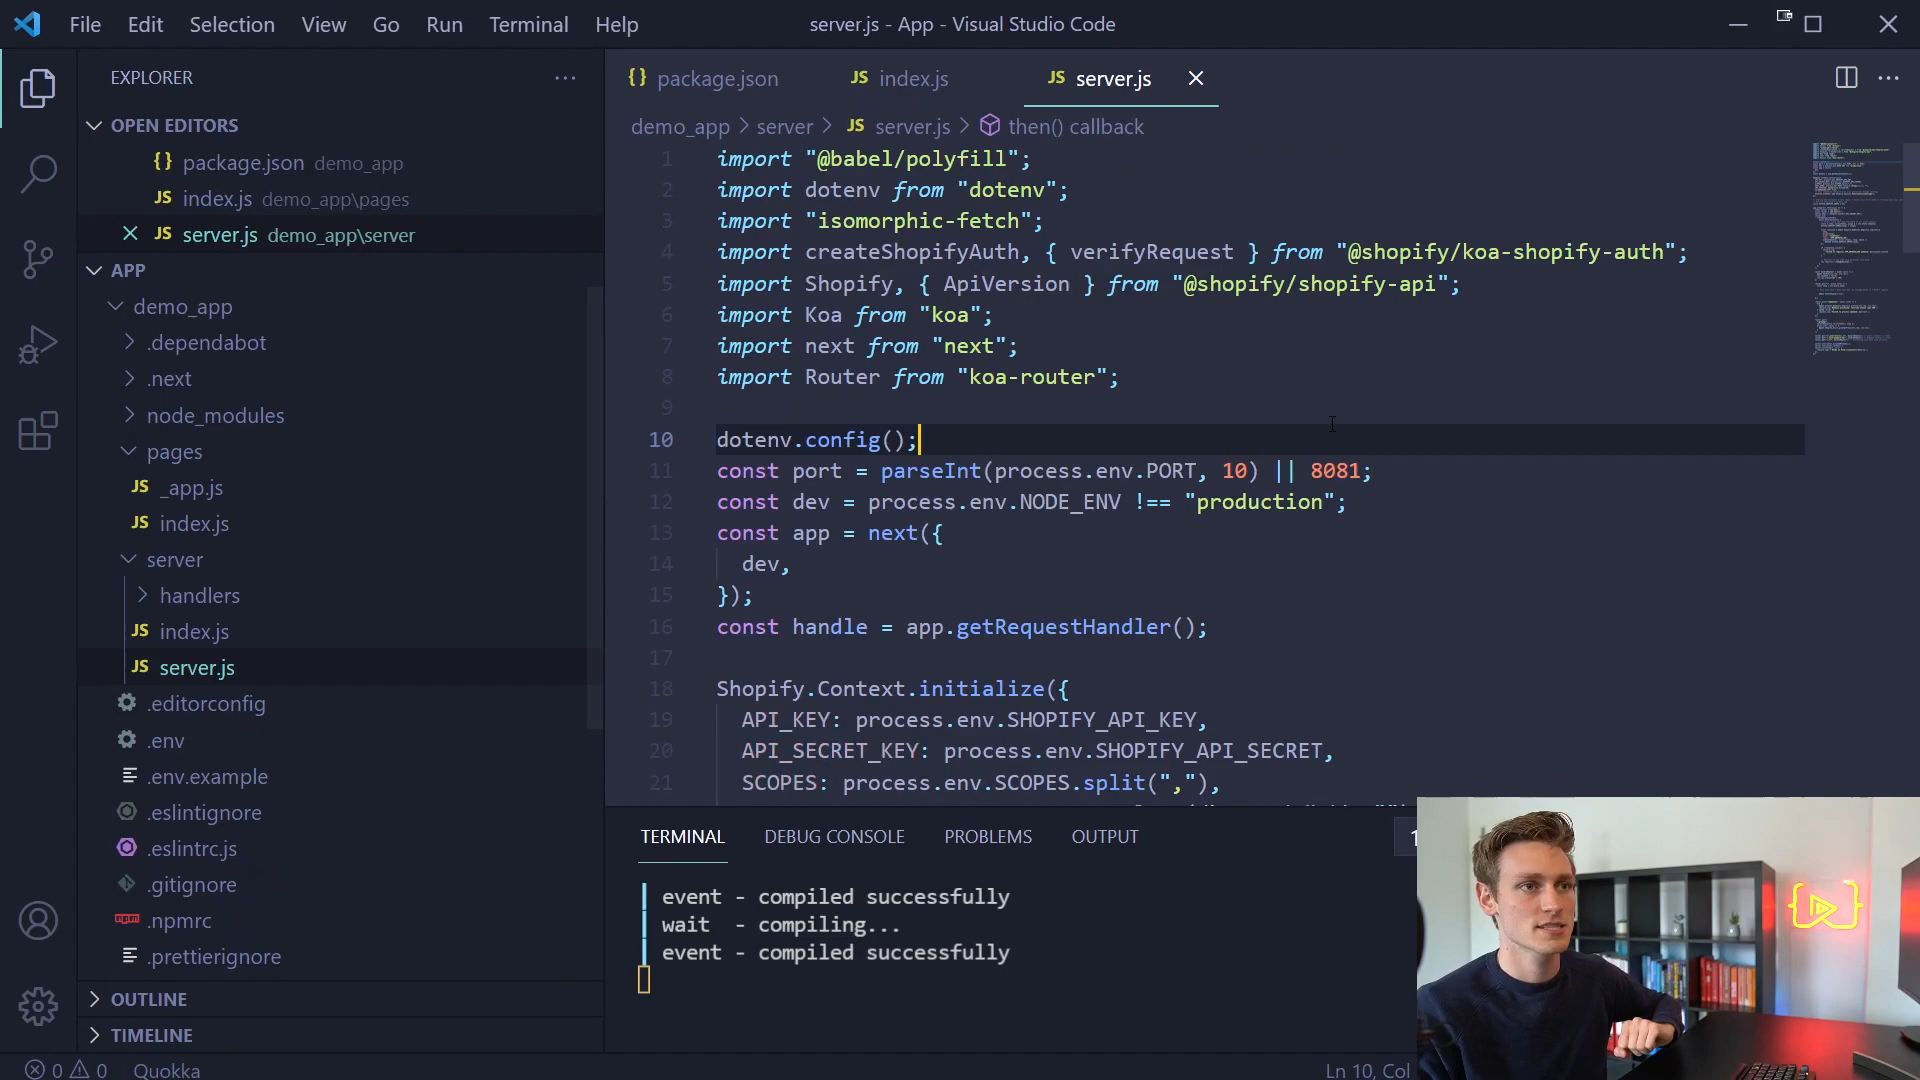 File Edit Selection View Go Run Terminal Help
server.js - App - Visual Studio Code
EXPLORER
OPEN EDITORS
package.json demo_app
index.js demo_app\pages
server.js demo_app\server
APP
demo_app
.dependabot
.next
node_modules
pages
JS _app.js
JS index.js
server
handlers
JS index.js
JS server.js
.editorconfig
.env
.env.example
.eslintignore
.eslintrc.js
.gitignore
.npmrc
.prettierignore
OUTLINE
TIMELINE
0 0 Quokka
{} package.json JS index.js JS server.js
demo_app > server > JS server.js > then() callback
1 import "@babel/polyfill";
2 import dotenv from "dotenv";
3 import "isomorphic-fetch";
4 import createShopifyAuth, { verifyRequest } from "@shopify/koa-shopify-auth";
5 import Shopify, { ApiVersion } from "@shopify/shopify-api";
6 import Koa from "koa";
7 import next from "next";
8 import Router from "koa-router";
9
10 dotenv.config();
11 const port = parseInt(process.env.PORT, 10) || 8081;
12 const dev = process.env.NODE_ENV !== "production";
13 const app = next({
14 dev,
15 });
16 const handle = app.getRequestHandler();
17
18 Shopify.Context.initialize({
19 API_KEY: process.env.SHOPIFY_API_KEY,
20 API_SECRET_KEY: process.env.SHOPIFY_API_SECRET,
21 SCOPES: process.env.SCOPES.split(","),
TERMINAL DEBUG CONSOLE PROBLEMS OUTPUT
event - compiled successfully
wait - compiling...
event - compiled successfully
Ln 10, Col